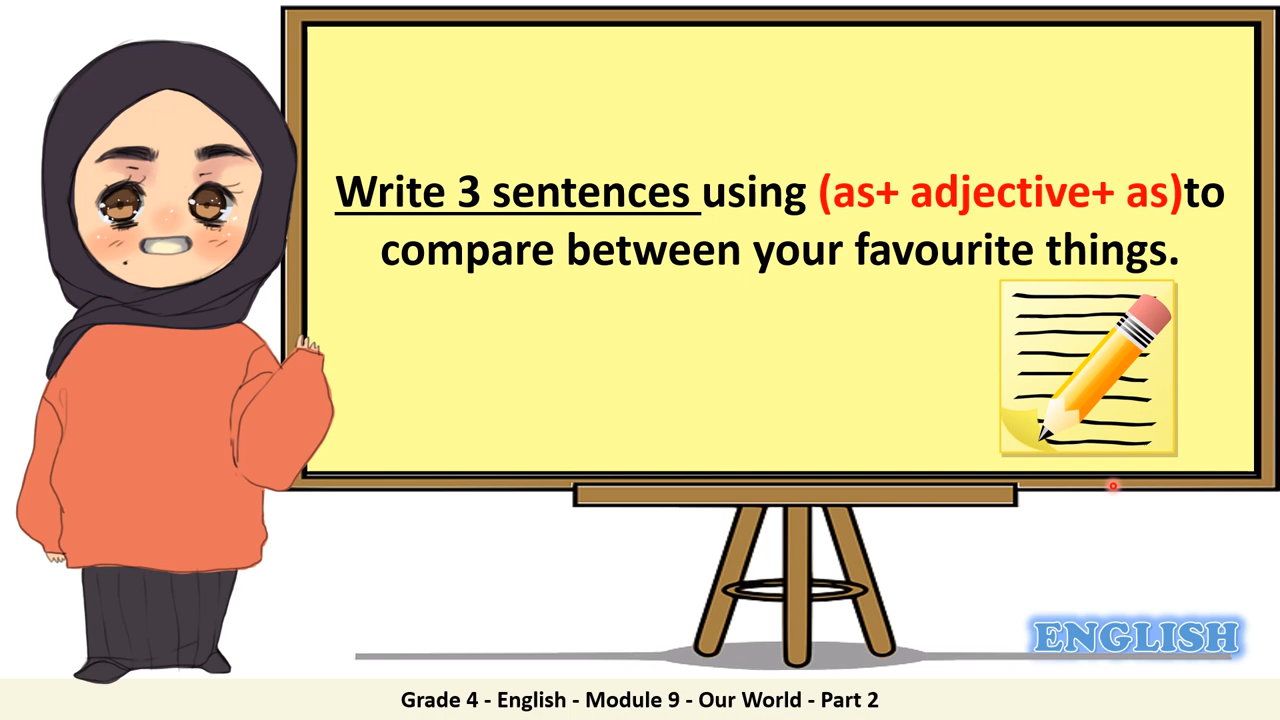 Write 3 sentences using (as+ adjective+ as)to
compare between your favourite things.
ENGLISH
Grade 4 - English - Module 9 - Our World - Part 2